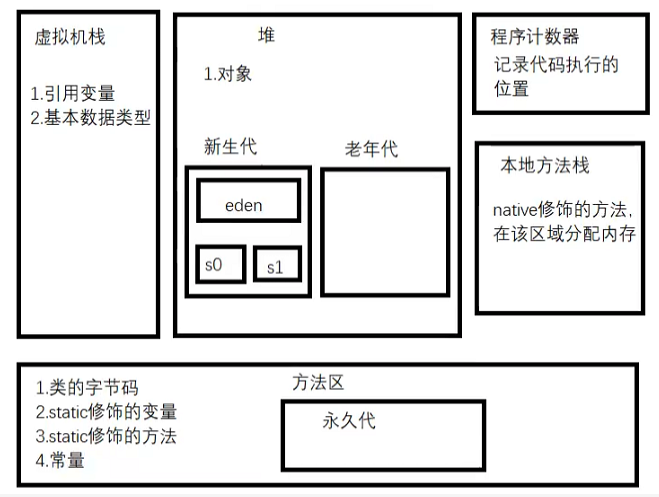 虚拟机栈
1.引用变量
2.基本数据类型
堆
1.对象
新生代
老年代
eden
s0
s1
程序计数器
记录代码执行的
位置
本地方法栈
native修饰的方法,
在该区域分配内存
1.类的字节码
2.static修饰的变量
3.static修饰的方法
4.常量
方法区
永久代